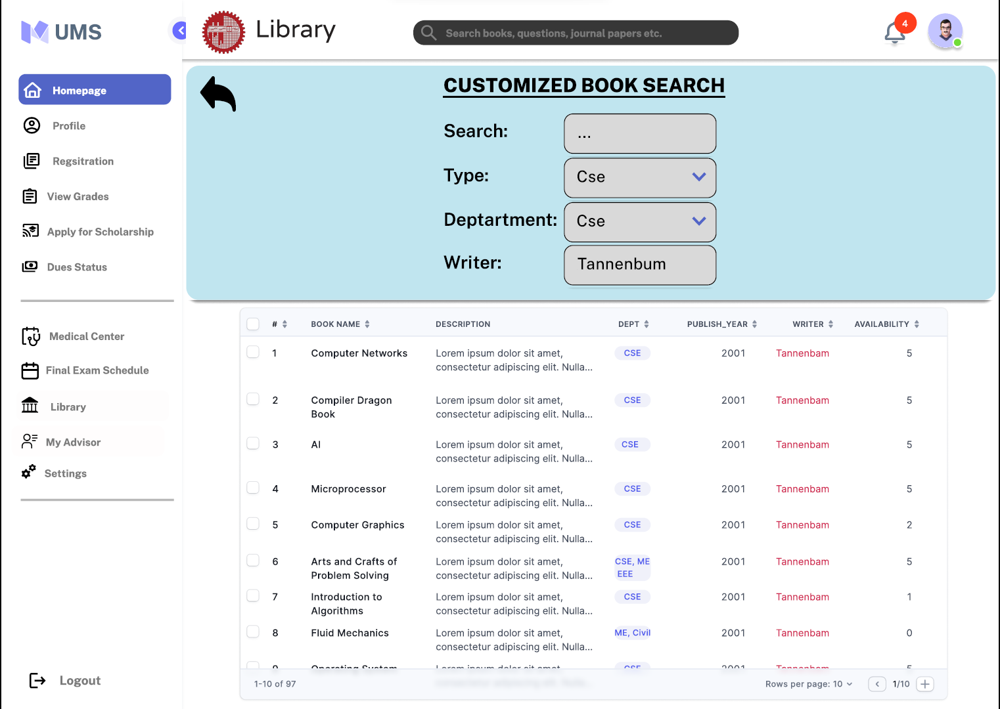 UMS
Library
Search books, questions, journal papers etc.
4
Homepage
Profile
Regsitration
View Grades
Apply for Scholarship
Dues Status
Medical Center
Final Exam Schedule
Library
My Advisor
Settings
Logout
CUSTOMIZED BOOK SEARCH
Search: ...
Type: Cse
Deptartment: Cse
Writer: Tannenbum
# BOOK NAME DESCRIPTION DEPT PUBLISH_YEAR WRITER AVAILABILITY
1 Computer Networks Lorem ipsum dolor sit amet, CSE 2001 Tannenbam 5
consectetur adipiscing elit. Nulla...
2 Compiler Dragon Lorem ipsum dolor sit amet, CSE 2001 Tannenbam 5
Book consectetur adipiscing elit. Nulla...
3 AI Lorem ipsum dolor sit amet, CSE 2001 Tannenbam 5
consectetur adipiscing elit. Nulla...
4 Microprocessor Lorem ipsum dolor sit amet, CSE 2001 Tannenbam 5
consectetur adipiscing elit. Nulla...
5 Computer Graphics Lorem ipsum dolor sit amet, CSE 2001 Tannenbam 2
consectetur adipiscing elit. Nulla...
6 Arts and Crafts of Lorem ipsum dolor sit amet, CSE, ME 2001 Tannenbam 5
Problem Solving consectetur adipiscing elit. Nulla... EEE
7 Introduction to Lorem ipsum dolor sit amet, CSE 2001 Tannenbam 1
Algorithms consectetur adipiscing elit. Nulla...
8 Fluid Mechanics Lorem ipsum dolor sit amet, ME, Civil 2001 Tannenbam 0
consectetur adipiscing elit. Nulla...
9 Operating System Lorem ipsum dolor sit amet, CSE 2001 Tannenbam 5
1-10 of 97 Rows per page: 10 1/10